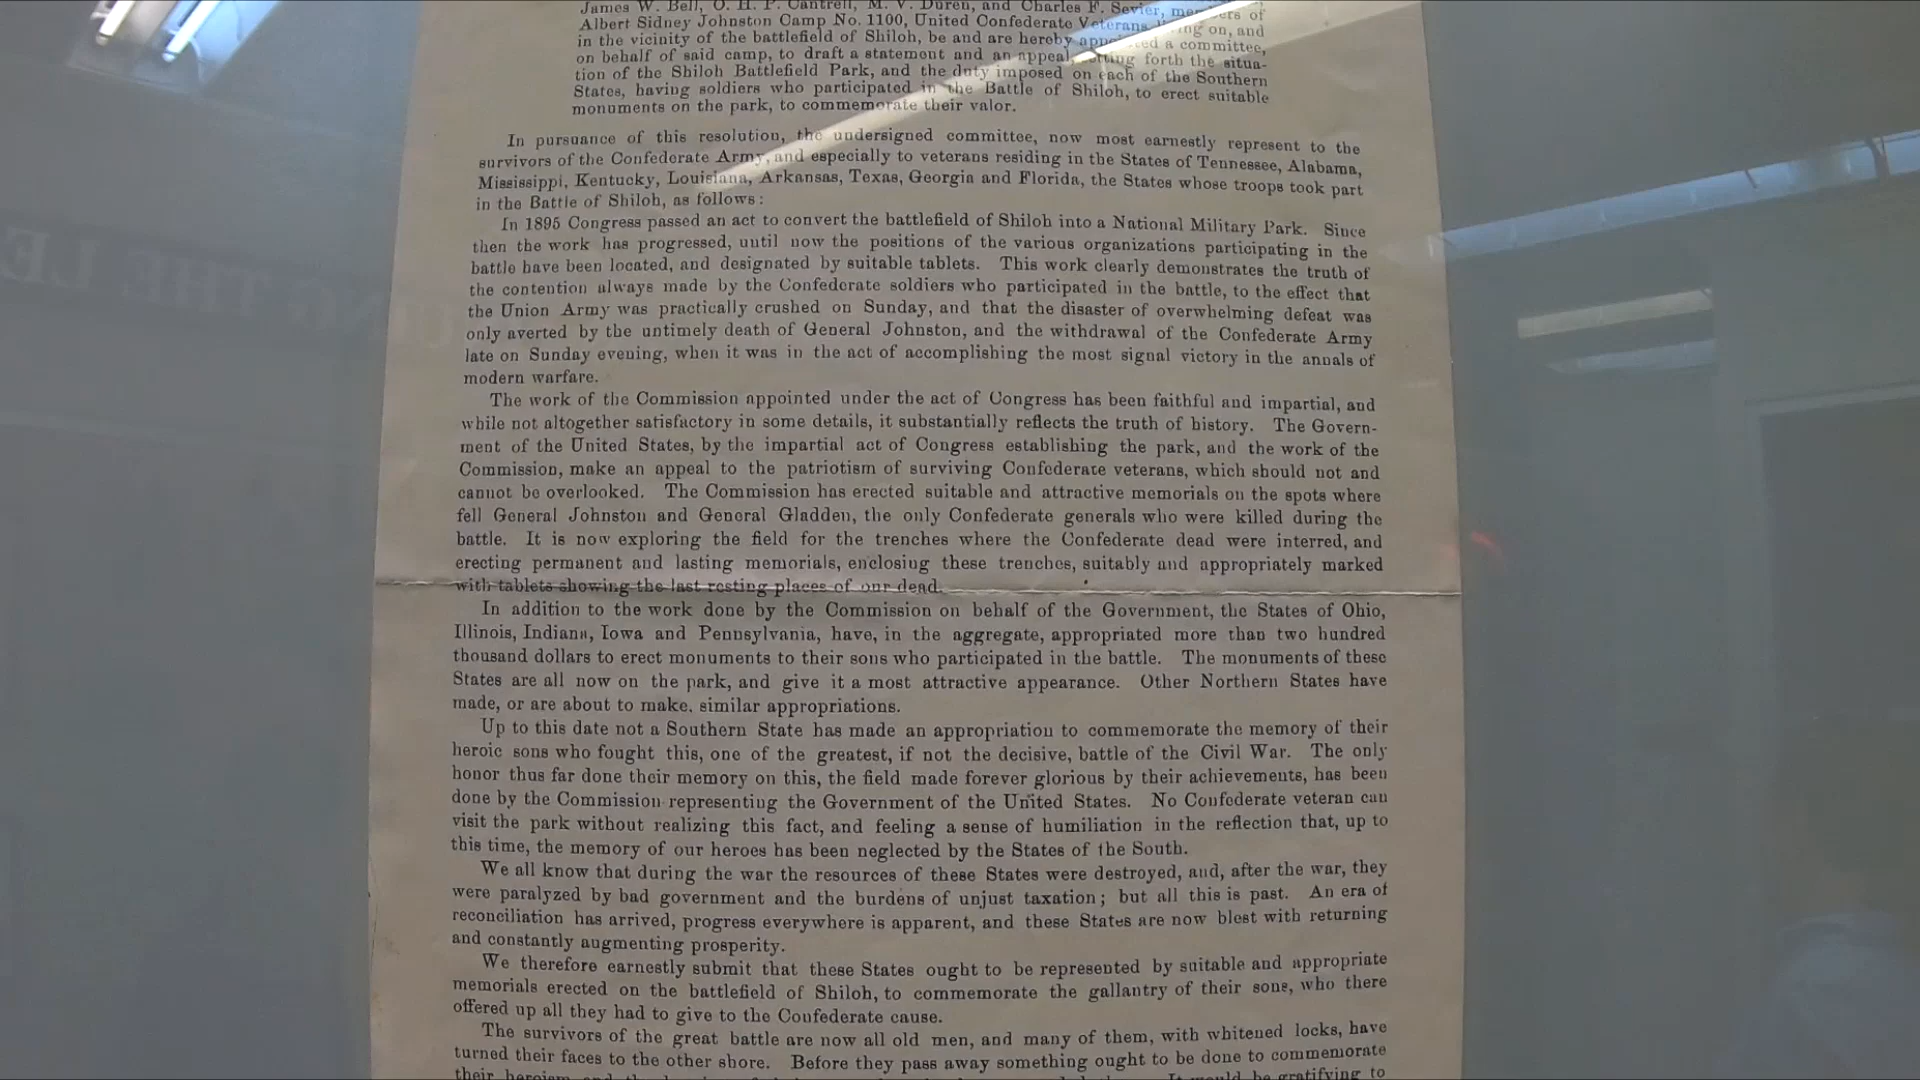 James W. Bell, O. H. P. Cantrell, M. V. Duren, and Charles F. Sevier, members of
Albert Sidney Johnston Camp No. 1100, United Confederate Veterans, on, and
in the vicinity of the battlefield of Shiloh, be and are hereby appointed a committee,
on behalf of said camp, to draft a statement and an appeal, setting forth the situa-
tion of the Shiloh Battlefield Park, and the duty imposed on each of the Southern
States, having soldiers who participated in the Battle of Shiloh, to erect suitable
monuments on the park, to commemorate their valor.
In pursuance of this resolution, the undersigned committee, now most earnestly represent to the
survivors of the Confederate Army, and especially to veterans residing in the States of Tennessee, Alabama,
Mississippi, Kentucky, Louisiana, Arkansas, Texas, Georgia and Florida, the States whose troops took part
in the Battle of Shiloh, as follows:
In 1895 Congress passed an act to convert the battlefield of Shiloh into a National Military Park. Since
then the work has progressed, until now the positions of the various organizations participating in the
battle have been located, and designated by suitable tablets. This work clearly demonstrates the truth of
the contention always made by the Confederate soldiers who participated in the battle, to the effect that
the Union Army was practically crushed on Sunday, and that the disaster of overwhelming defeat was
only averted by the untimely death of General Johnston, and the withdrawal of the Confederate Army
late on Sunday evening, when it was in the act of accomplishing the most signal victory in the annals of
modern warfare.
The work of the Commission appointed under the act of Congress has been faithful and impartial, and
while not altogether satisfactory in some details, it substantially reflects the truth of history. The Govern-
ment of the United States, by the impartial act of Congress establishing the park, and the work of the
Commission, make an appeal to the patriotism of surviving Confederate veterans, which should not and
cannot be overlooked. The Commission has erected suitable and attractive memorials on the spots where
fell General Johnston and General Gladden, the only Confederate generals who were killed during the
battle. It is now exploring the field for the trenches where the Confederate dead were interred, and
erecting permanent and lasting memorials, enclosing these trenches, suitably and appropriately marked
with tablets showing the last resting places of our dead.
In addition to the work done by the Commission on behalf of the Government, the States of Ohio,
Illinois, Indiana, Iowa and Pennsylvania, have, in the aggregate, appropriated more than two hundred
thousand dollars to erect monuments to their sons who participated in the battle. The monuments of these
States are all now on the park, and give it a most attractive appearance. Other Northern States have
made, or are about to make, similar appropriations.
Up to this date not a Southern State has made an appropriation to commemorate the memory of their
heroic sons who fought this, one of the greatest, if not the decisive, battle of the Civil War. The only
honor thus far done their memory on this, the field made forever glorious by their achievements, has been
done by the Commission representing the Government of the United States. No Confederate veteran can
visit the park without realizing this fact, and feeling a sense of humiliation in the reflection that, up to
this time, the memory of our heroes has been neglected by the States of the South.
We all know that during the war the resources of these States were destroyed, and, after the war, they
were paralyzed by bad government and the burdens of unjust taxation; but all this is past. An era of
reconciliation has arrived, progress everywhere is apparent, and these States are now blest with returning
and constantly augmenting prosperity.
We therefore earnestly submit that these States ought to be represented by suitable and appropriate
memorials erected on the battlefield of Shiloh, to commemorate the gallantry of their sons, who there
offered up all they had to give to the Confederate cause.
The survivors of the great battle are now all old men, and many of them, with whitened locks, have
turned their faces to the other shore. Before they pass away something ought to be done to commemorate
their heroism and the It would be gratifying to